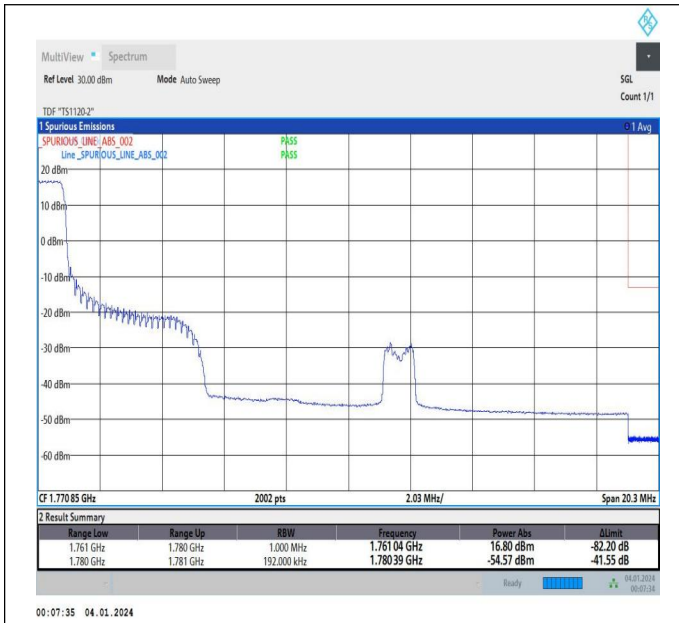 R S
MultiView Spectrum
Ref Level 30.00 dBm Mode Auto Sweep SGL
Count 1/1
TDF "TS1120-2"
1 Spurious Emissions 1 Avg
_SPURIOUS_LINE_ABS_002 PASS
Line _SPURIOUS_LINE_ABS_002 PASS
20 dBm
10 dBm
0 dBm
-10 dBm
-20 dBm
-30 dBm
-40 dBm
-50 dBm
-60 dBm
CF 1.77085 GHz 2002 pts 2.03 MHz/ Span 20.3 MHz
2 Result Summary
Range Low Range Up RBW Frequency Power Abs ΔLimit
1.761 GHz 1.780 GHz 1.000 MHz 1.76104 GHz 16.80 dBm -82.20 dB
1.780 GHz 1.781 GHz 192.000 kHz 1.78039 GHz -54.57 dBm -41.55 dB
Ready 04.01.2024
00:07:34
00:07:35 04.01.2024